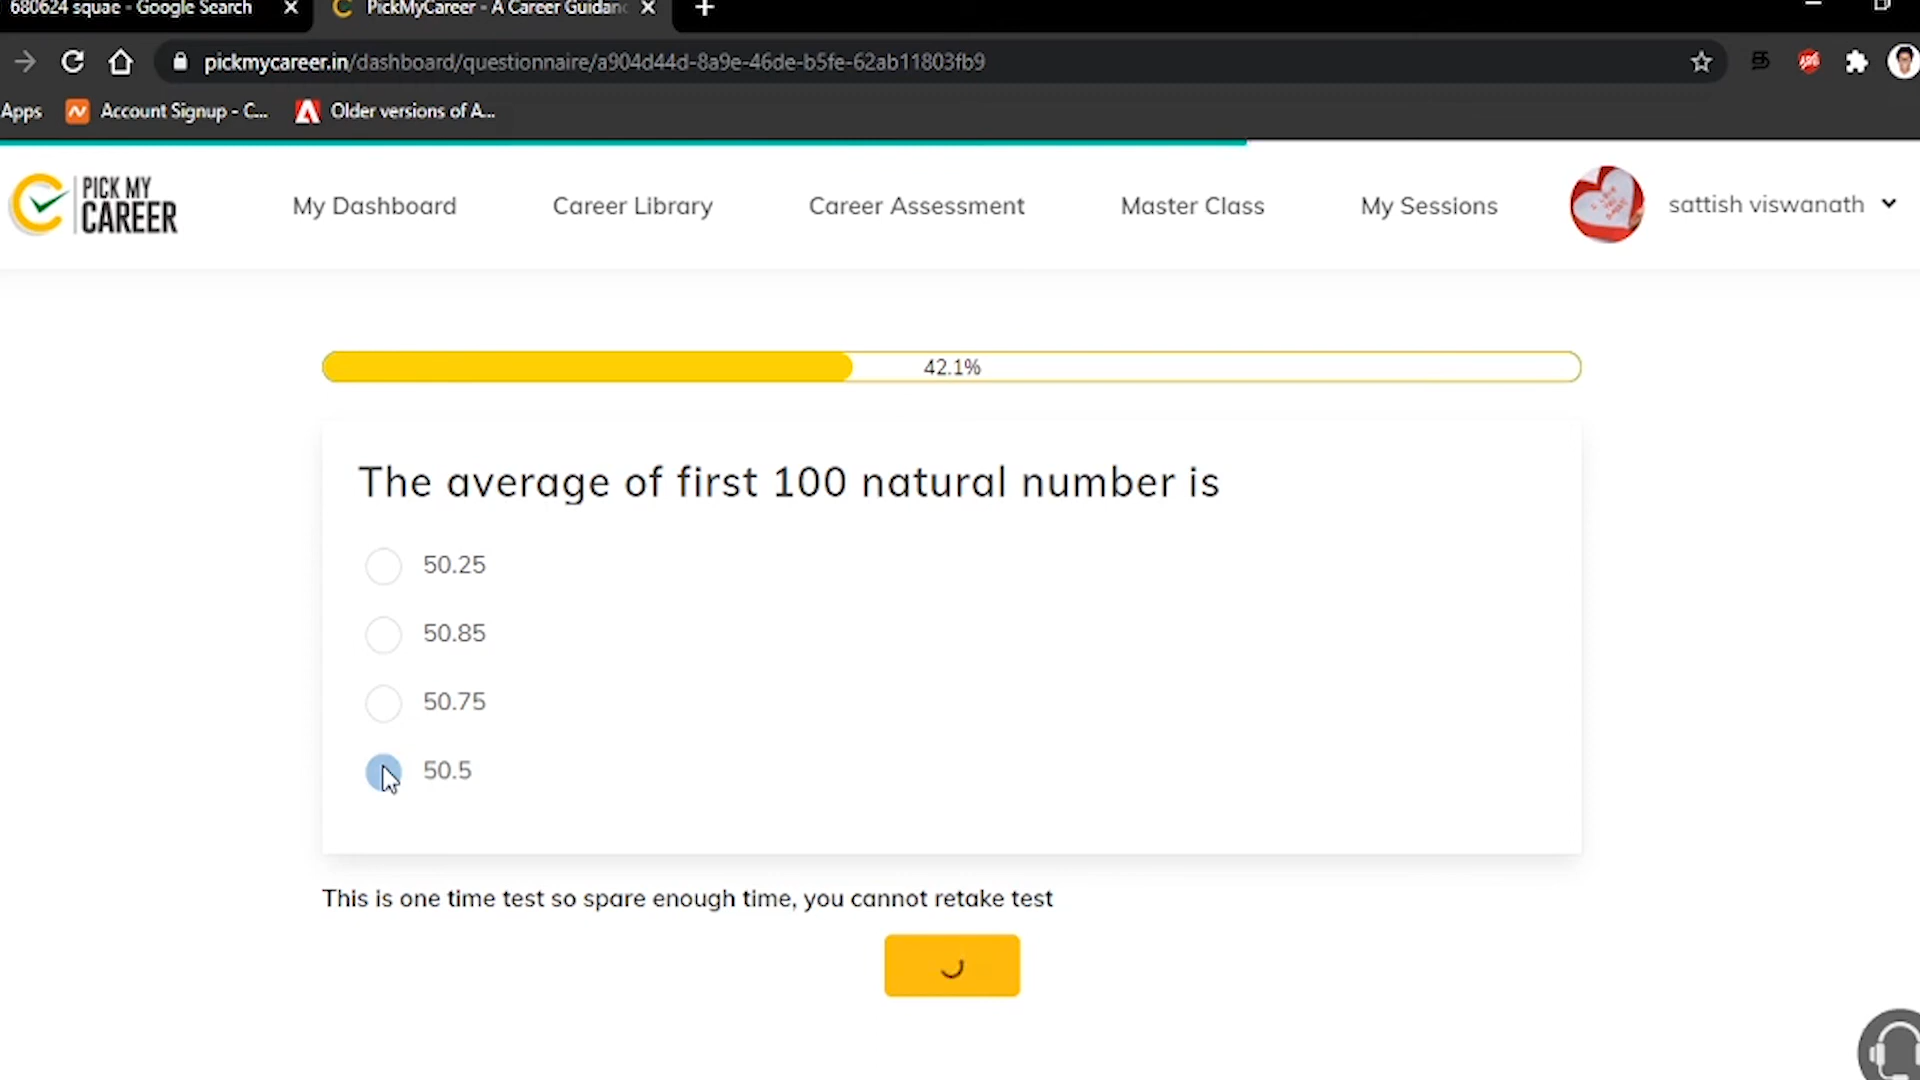 680624 squae - Google Search
PickMyCareer - A Career Guidanc
pickmycareer.in/dashboard/questionnaire/a904d44d-8a9e-46de-b5fe-62ab11803fb9
Apps
Account Signup - C...
Older versions of A...
PICK MY
CAREER
My Dashboard
Career Library
Career Assessment
Master Class
My Sessions
sattish viswanath
42.1%
The average of first 100 natural number is
50.25
50.85
50.75
50.5
This is one time test so spare enough time, you cannot retake test